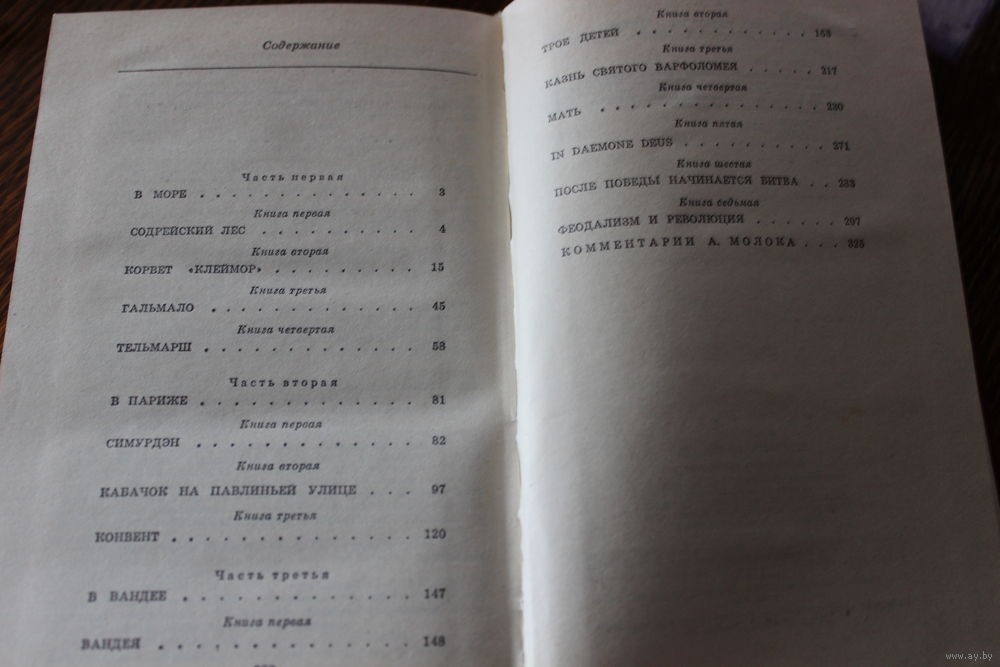 Содержание
Часть первая
В МОРЕ . . . . . . . . . . . . . . 3
Книга первая
СОДРЕЙСКИЙ ЛЕС . . . . . . . . . . 4
Книга вторая
КОРВЕТ «КЛЕЙМОР» . . . . . . . . . 15
Книга третья
ГАЛЬМАЛО . . . . . . . . . . . . . 45
Книга четвертая
ТЕЛЬМАРШ . . . . . . . . . . . . . 58
Часть вторая
В ПАРИЖЕ . . . . . . . . . . . . . 81
Книга первая
СИМУРДЭН . . . . . . . . . . . . . 82
Книга вторая
КАБАЧОК НА ПАВЛИНЬЕЙ УЛИЦЕ . . . 97
Книга третья
КОНВЕНТ . . . . . . . . . . . . . 120
Часть третья
В ВАНДЕЕ . . . . . . . . . . . . . 147
Книга первая
ВАНДЕЯ . . . . . . . . . . . . . . 148
Книга вторая
ТРОЕ ДЕТЕЙ . . . . . . . . . . . 163
Книга третья
КАЗНЬ СВЯТОГО ВАРФОЛОМЕЯ . . . . . 217
Книга четвертая
МАТЬ . . . . . . . . . . . . . . 230
Книга пятая
IN DAEMONE DEUS . . . . . . . . . . 271
Книга шестая
ПОСЛЕ ПОБЕДЫ НАЧИНАЕТСЯ БИТВА . . 283
Книга седьмая
ФЕОДАЛИЗМ И РЕВОЛЮЦИЯ . . . . . . 297
КОММЕНТАРИИ А. МОЛОКА . . . 325
www.ay.by